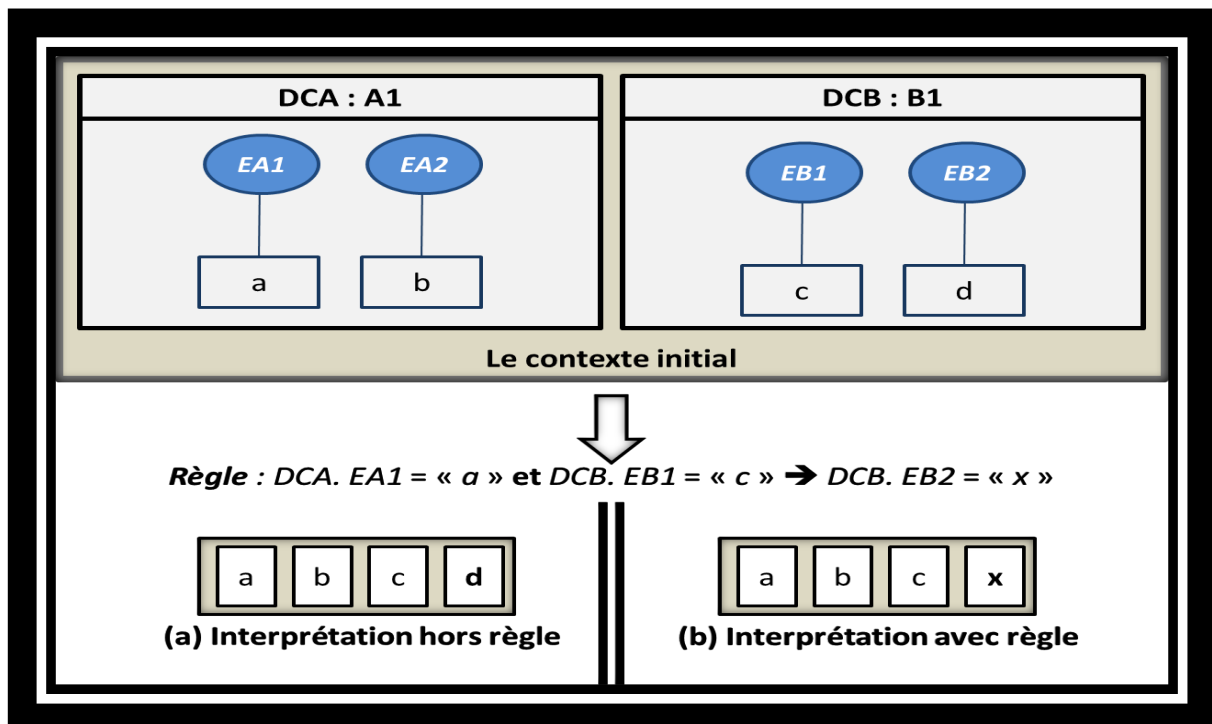 DCA : A1
DCB : B1
EA1
EA2
EB1
EB2
a
b
c
d
Le contexte initial
Règle : DCA. EA1 = « a » et DCB. EB1 = « c » ➔ DCB. EB2 = « x »
a b c d
a b c x
(a) Interprétation hors règle
(b) Interprétation avec règle